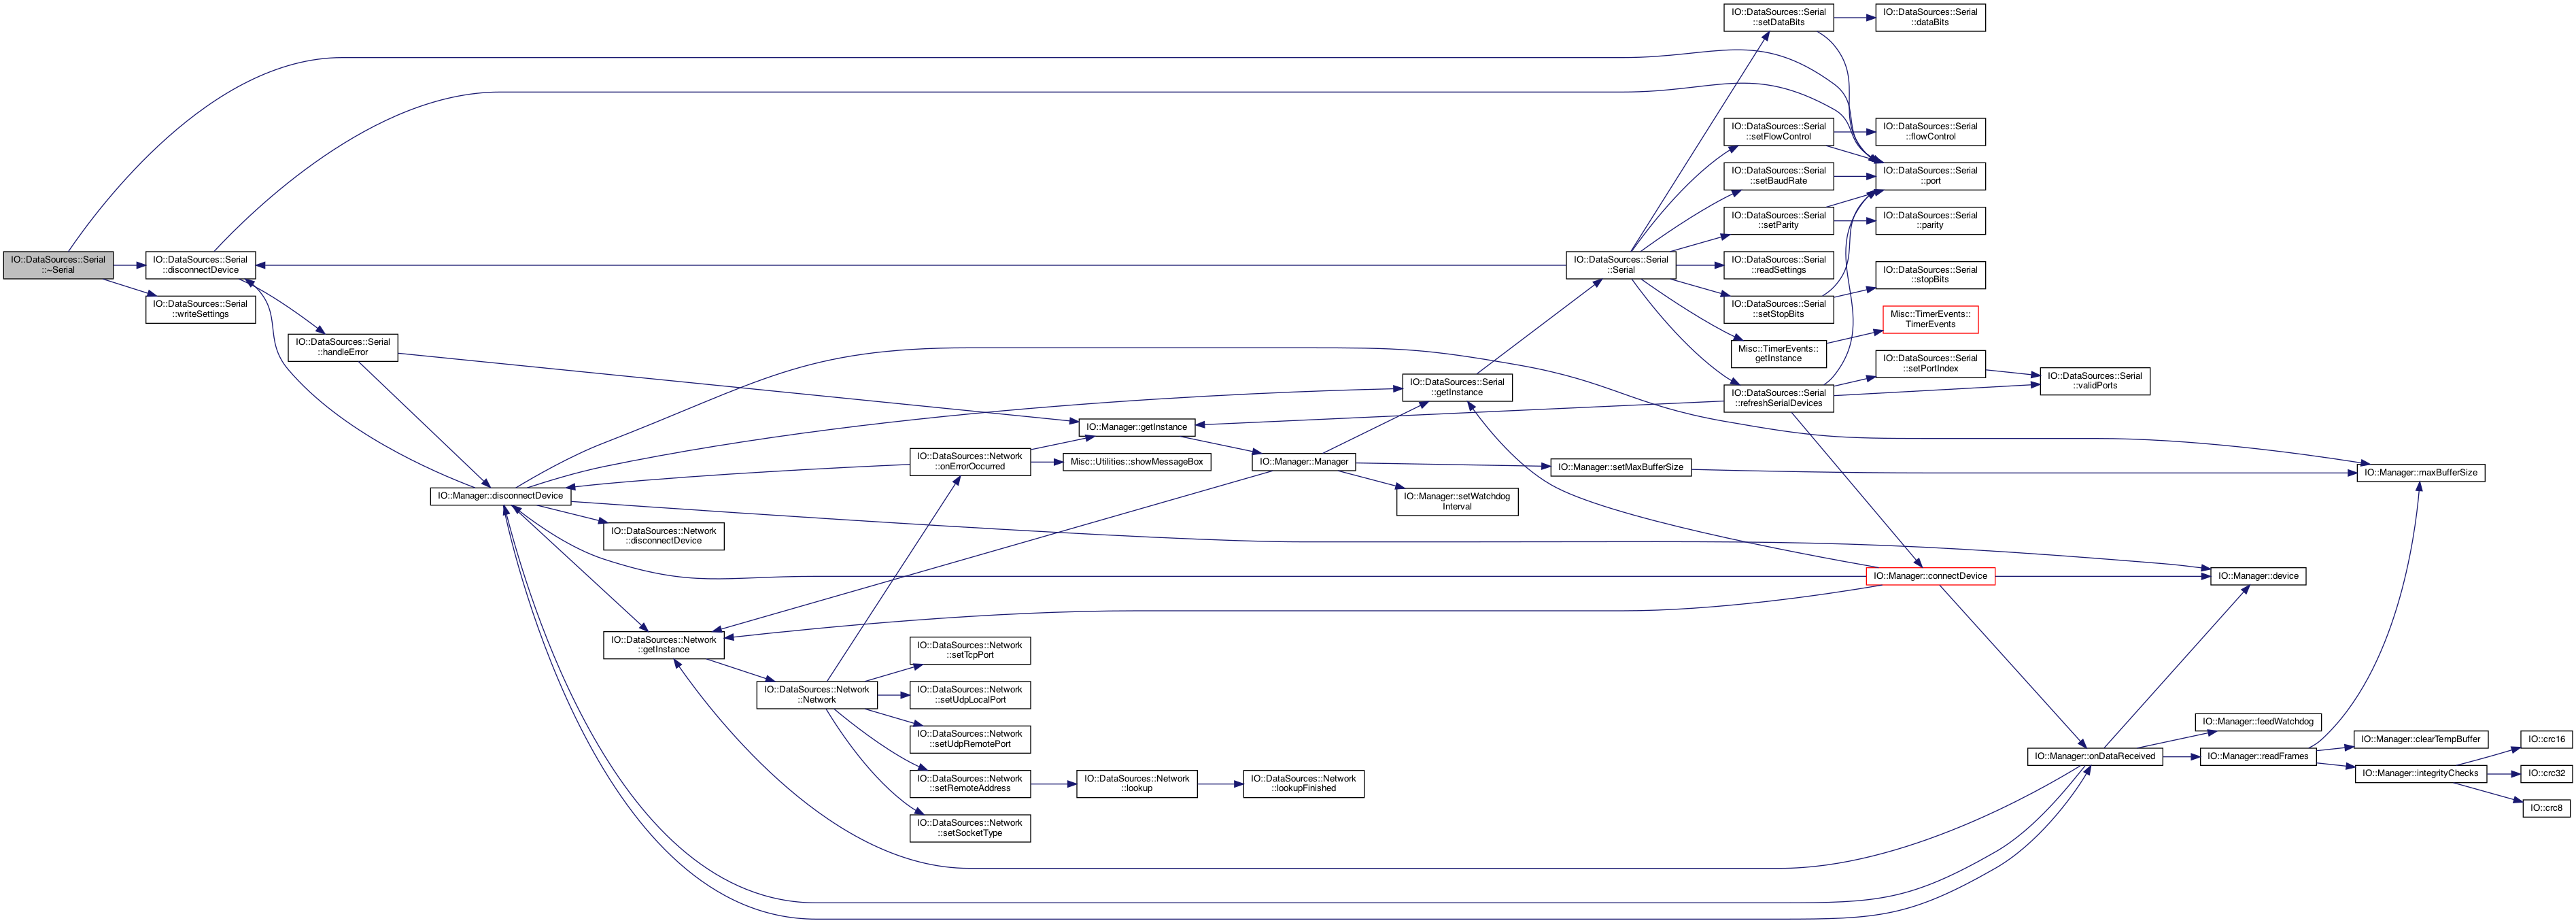 IO::DataSources::Serial
::~Serial
IO::DataSources::Serial
::disconnectDevice
IO::DataSources::Serial
::writeSettings
IO::DataSources::Serial
::handleError
IO::Manager::disconnectDevice
IO::DataSources::Network
::disconnectDevice
IO::DataSources::Network
::getInstance
IO::DataSources::Network
::Network
IO::DataSources::Network
::onErrorOccurred
IO::DataSources::Network
::setTcpPort
IO::DataSources::Network
::setUdpLocalPort
IO::DataSources::Network
::setUdpRemotePort
IO::DataSources::Network
::setRemoteAddress
IO::DataSources::Network
::setSocketType
IO::Manager::getInstance
Misc::Utilities::showMessageBox
IO::DataSources::Network
::lookup
IO::DataSources::Network
::lookupFinished
IO::Manager::Manager
IO::DataSources::Serial
::getInstance
IO::Manager::setWatchdog
Interval
IO::Manager::setMaxBufferSize
IO::DataSources::Serial
::Serial
IO::DataSources::Serial
::setDataBits
IO::DataSources::Serial
::setFlowControl
IO::DataSources::Serial
::setBaudRate
IO::DataSources::Serial
::setParity
IO::DataSources::Serial
::readSettings
IO::DataSources::Serial
::setStopBits
Misc::TimerEvents::
getInstance
IO::DataSources::Serial
::refreshSerialDevices
IO::DataSources::Serial
::dataBits
IO::DataSources::Serial
::flowControl
IO::DataSources::Serial
::port
IO::DataSources::Serial
::parity
IO::DataSources::Serial
::stopBits
Misc::TimerEvents::
TimerEvents
IO::DataSources::Serial
::setPortIndex
IO::DataSources::Serial
::validPorts
IO::Manager::connectDevice
IO::Manager::onDataReceived
IO::Manager::device
IO::Manager::feedWatchdog
IO::Manager::readFrames
IO::Manager::maxBufferSize
IO::Manager::clearTempBuffer
IO::Manager::integrityChecks
IO::crc16
IO::crc32
IO::crc8